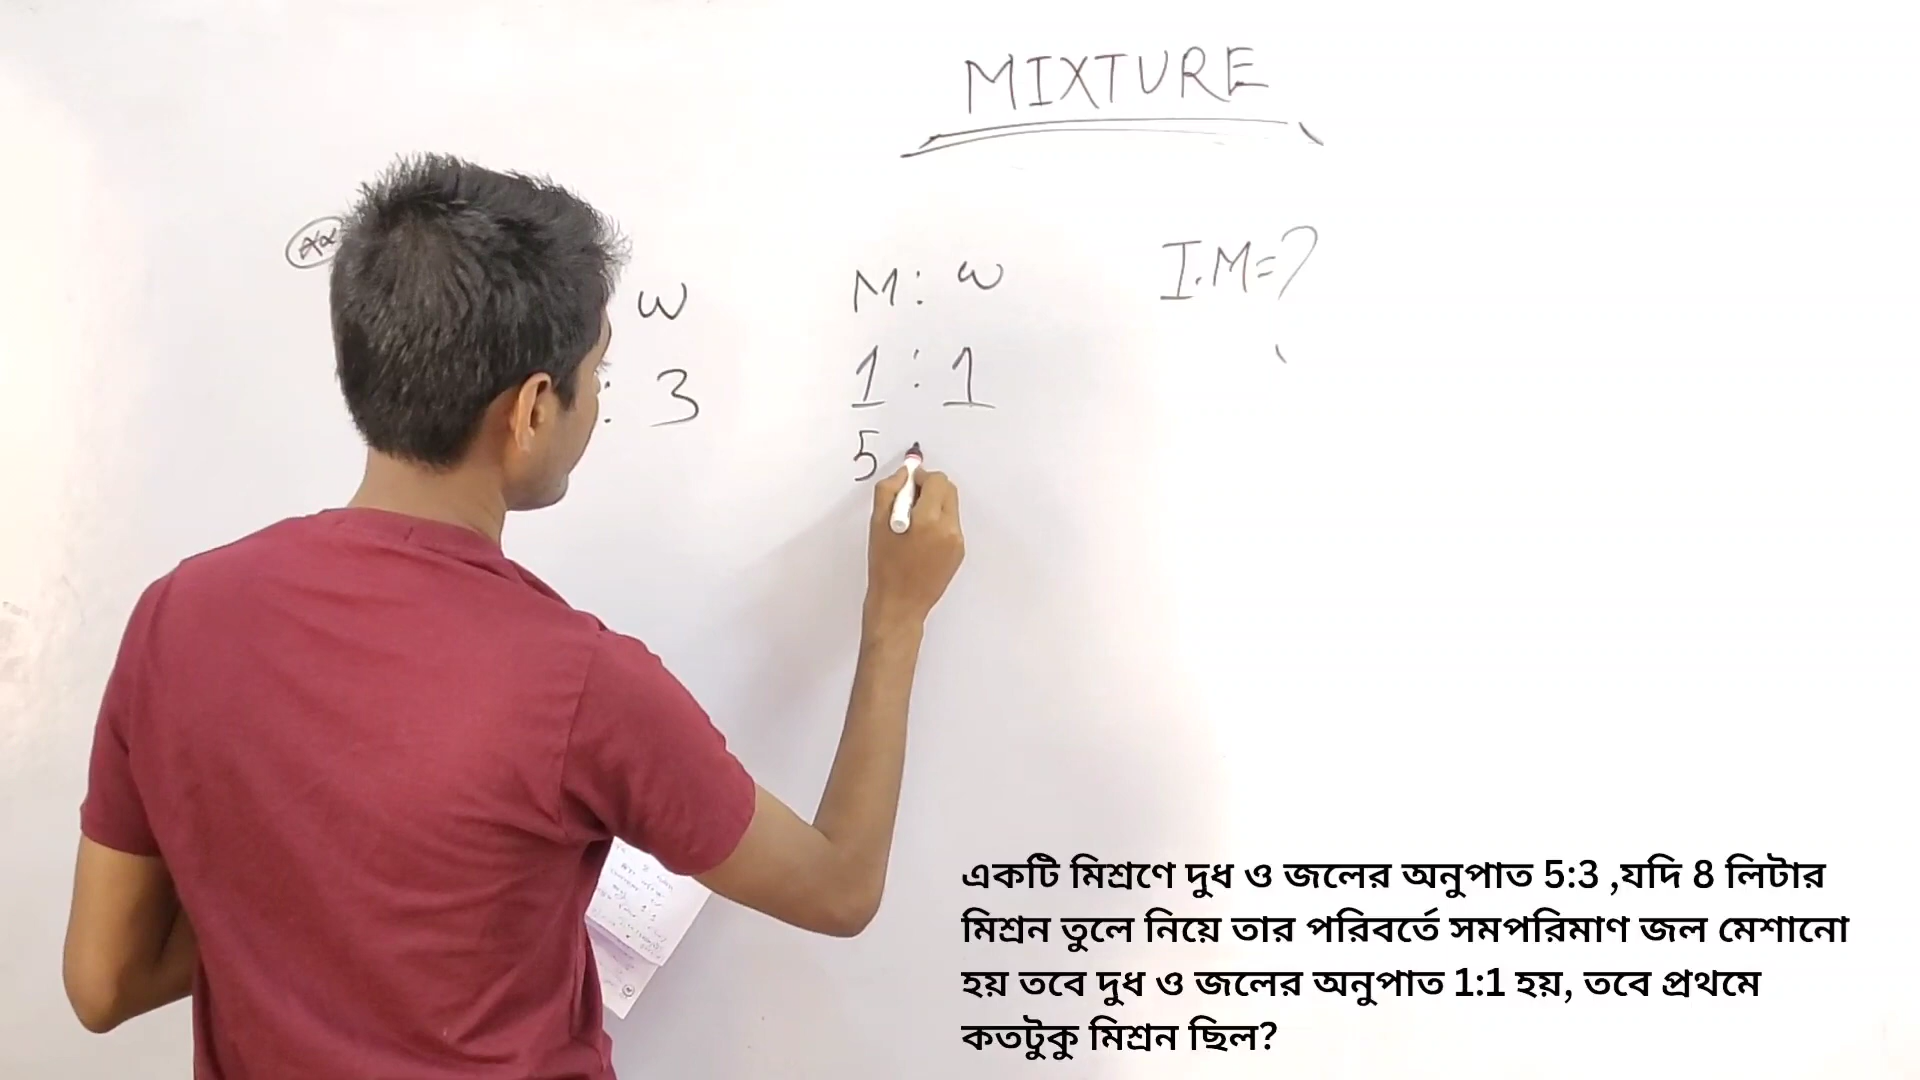 MIXTURE
I.M=?
W
M : W
: 3
1 : 1
5
একটি মিশ্রণে দুধ ও জলের অনুপাত 5:3 ,যদি 8 লিটার
মিশ্রন তুলে নিয়ে তার পরিবর্তে সমপরিমাণ জল মেশানো
হয় তবে দুধ ও জলের অনুপাত 1:1 হয়, তবে প্রথমে
কতটুকু মিশ্রন ছিল?